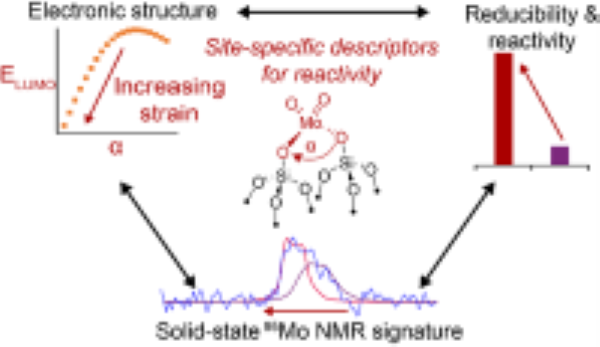 Electronic structure
Reducibility &
reactivity
Site-specific descriptors
for reactivity
E_LUMO
Increasing
strain
α
O
O
Mo
O
α
O
Si
Si
O
O
O
O
O
O
Solid-state ⁹⁵Mo NMR signature